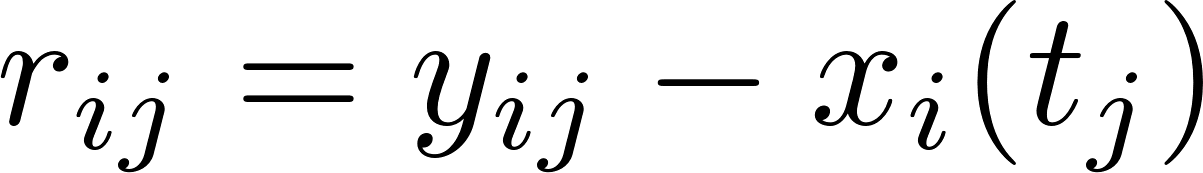 r_{ij} = y_{ij} − x_i(t_j)